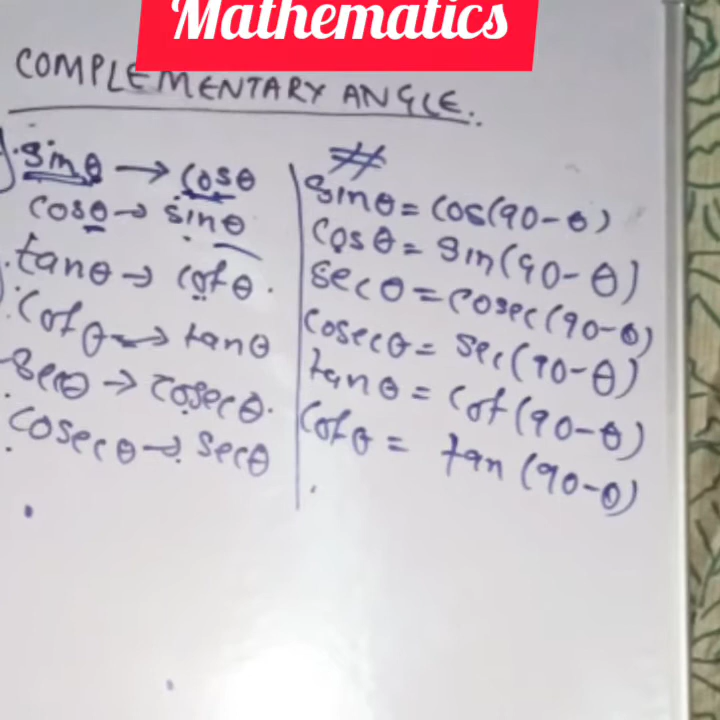 Mathematics
COMPLEMENTARY ANGLE.
sinθ → cosθ
cosθ → sinθ
tanθ → cotθ.
cotθ → tanθ
secθ → cosecθ.
cosecθ → secθ
#
sinθ = cos(90-θ)
cosθ = sin(90-θ)
secθ = cosec(90-θ)
cosecθ = sec(90-θ)
tanθ = cot(90-θ)
cotθ = tan(90-θ)